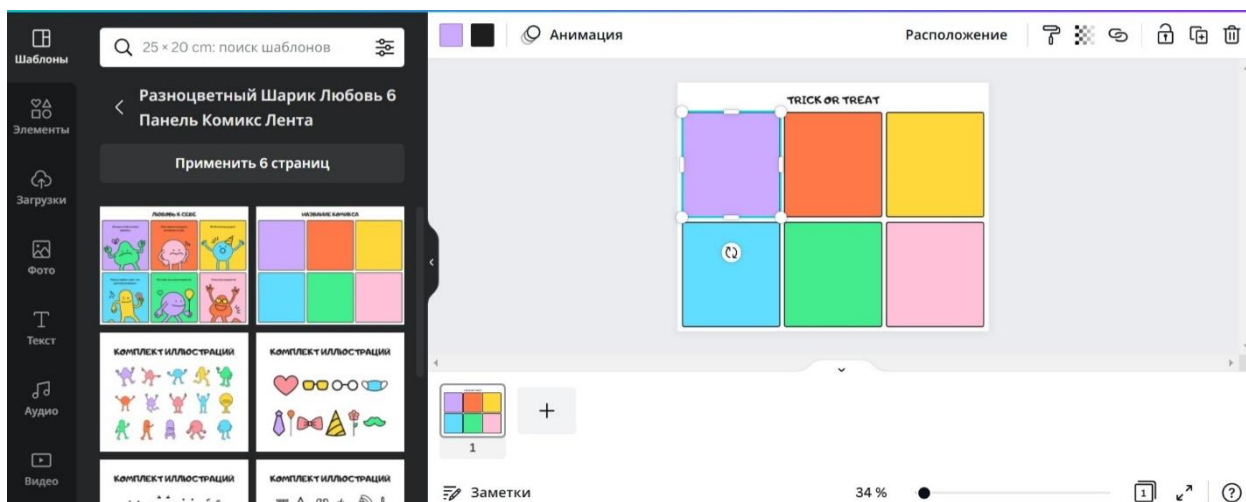 Шаблоны
Элементы
Загрузки
Фото
Текст
Аудио
Видео
25 × 20 cm: поиск шаблонов
Разноцветный Шарик Любовь 6
Панель Комикс Лента
Применить 6 страниц
ЛЮБОВЬ К СЕБЕ
НАЗВАНИЕ КОМИКСА
КОМПЛЕКТ ИЛЛЮСТРАЦИЙ
КОМПЛЕКТ ИЛЛЮСТРАЦИЙ
КОМПЛЕКТ ИЛЛЮСТРАЦИЙ
КОМПЛЕКТ ИЛЛЮСТРАЦИЙ
Анимация
Расположение
TRICK OR TREAT
1
Заметки
34 %
1
?